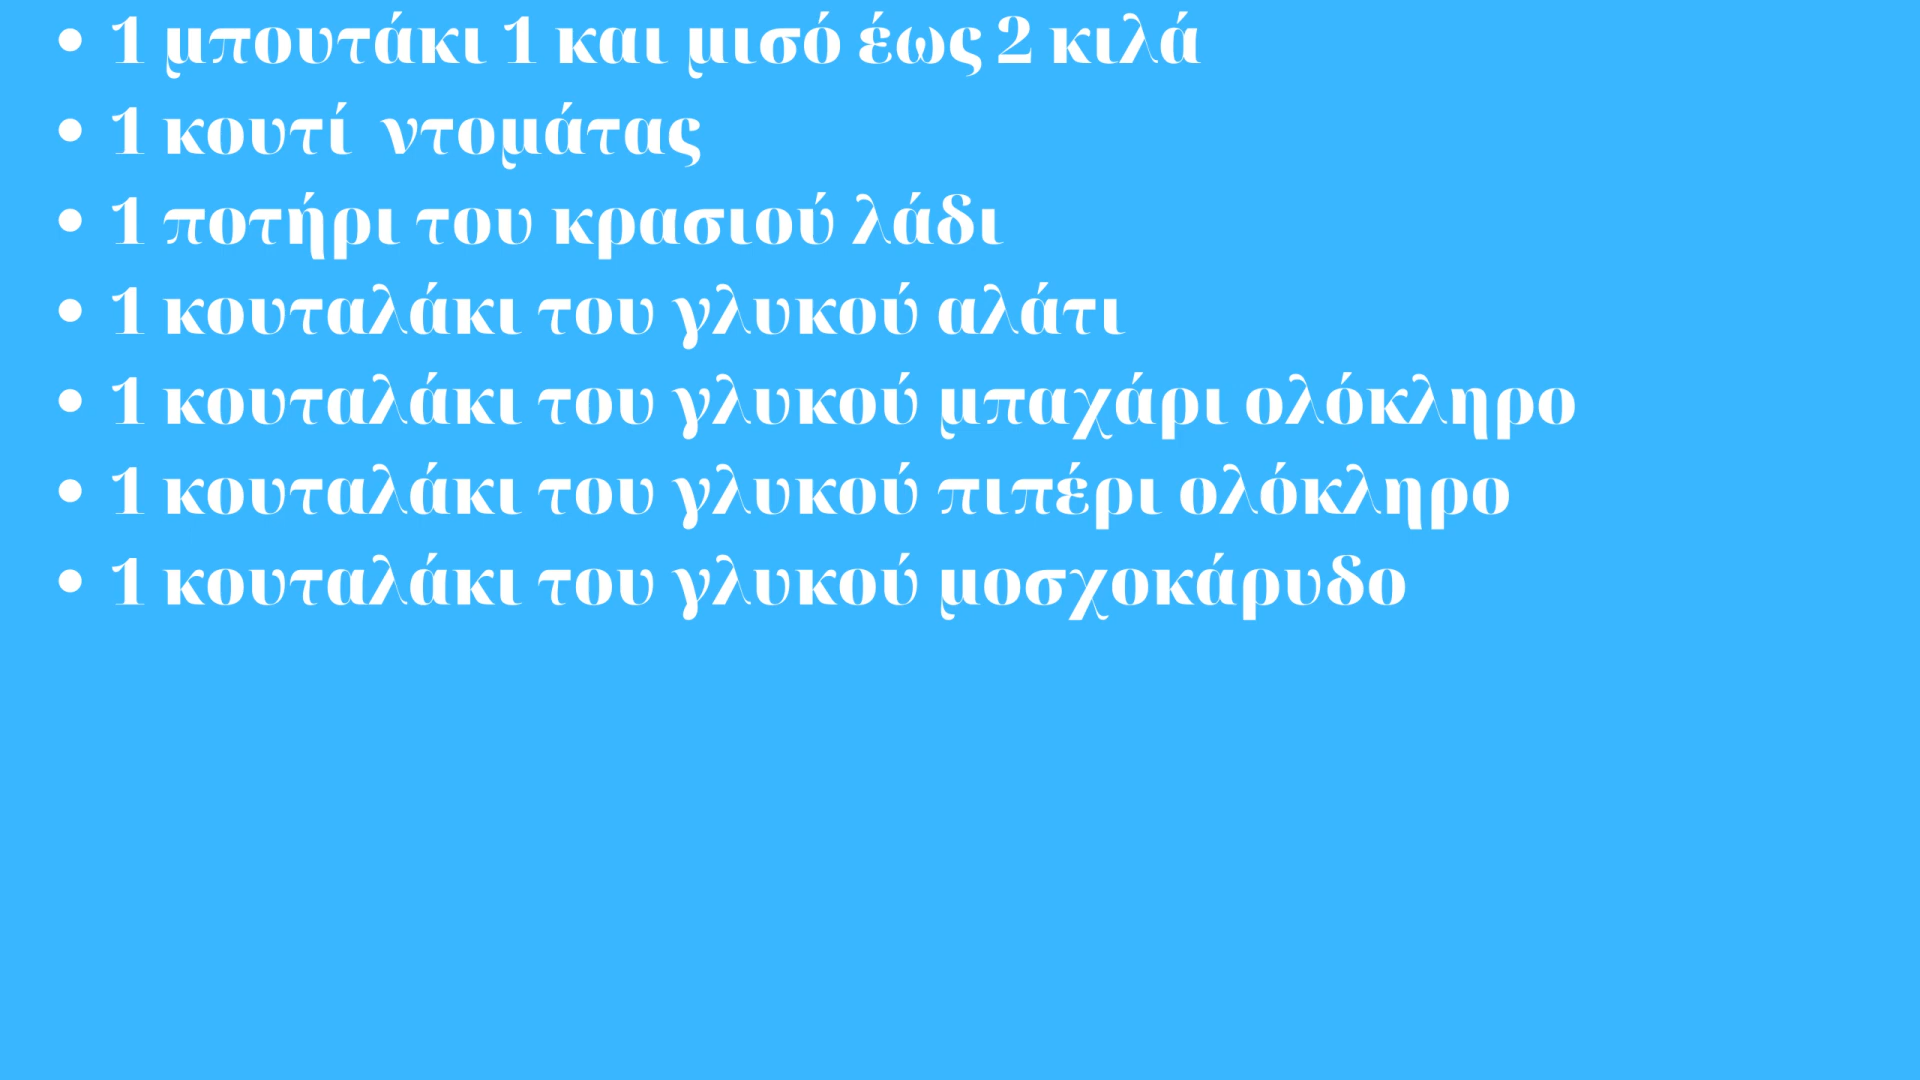 • 1 μπουτάκι 1 και μισό έως 2 κιλά
• 1 κουτί  ντομάτας
• 1 ποτήρι του κρασιού λάδι
• 1 κουταλάκι του γλυκού αλάτι
• 1 κουταλάκι του γλυκού μπαχάρι ολόκληρο
• 1 κουταλάκι του γλυκού πιπέρι ολόκληρο
• 1 κουταλάκι του γλυκού μοσχοκάρυδο